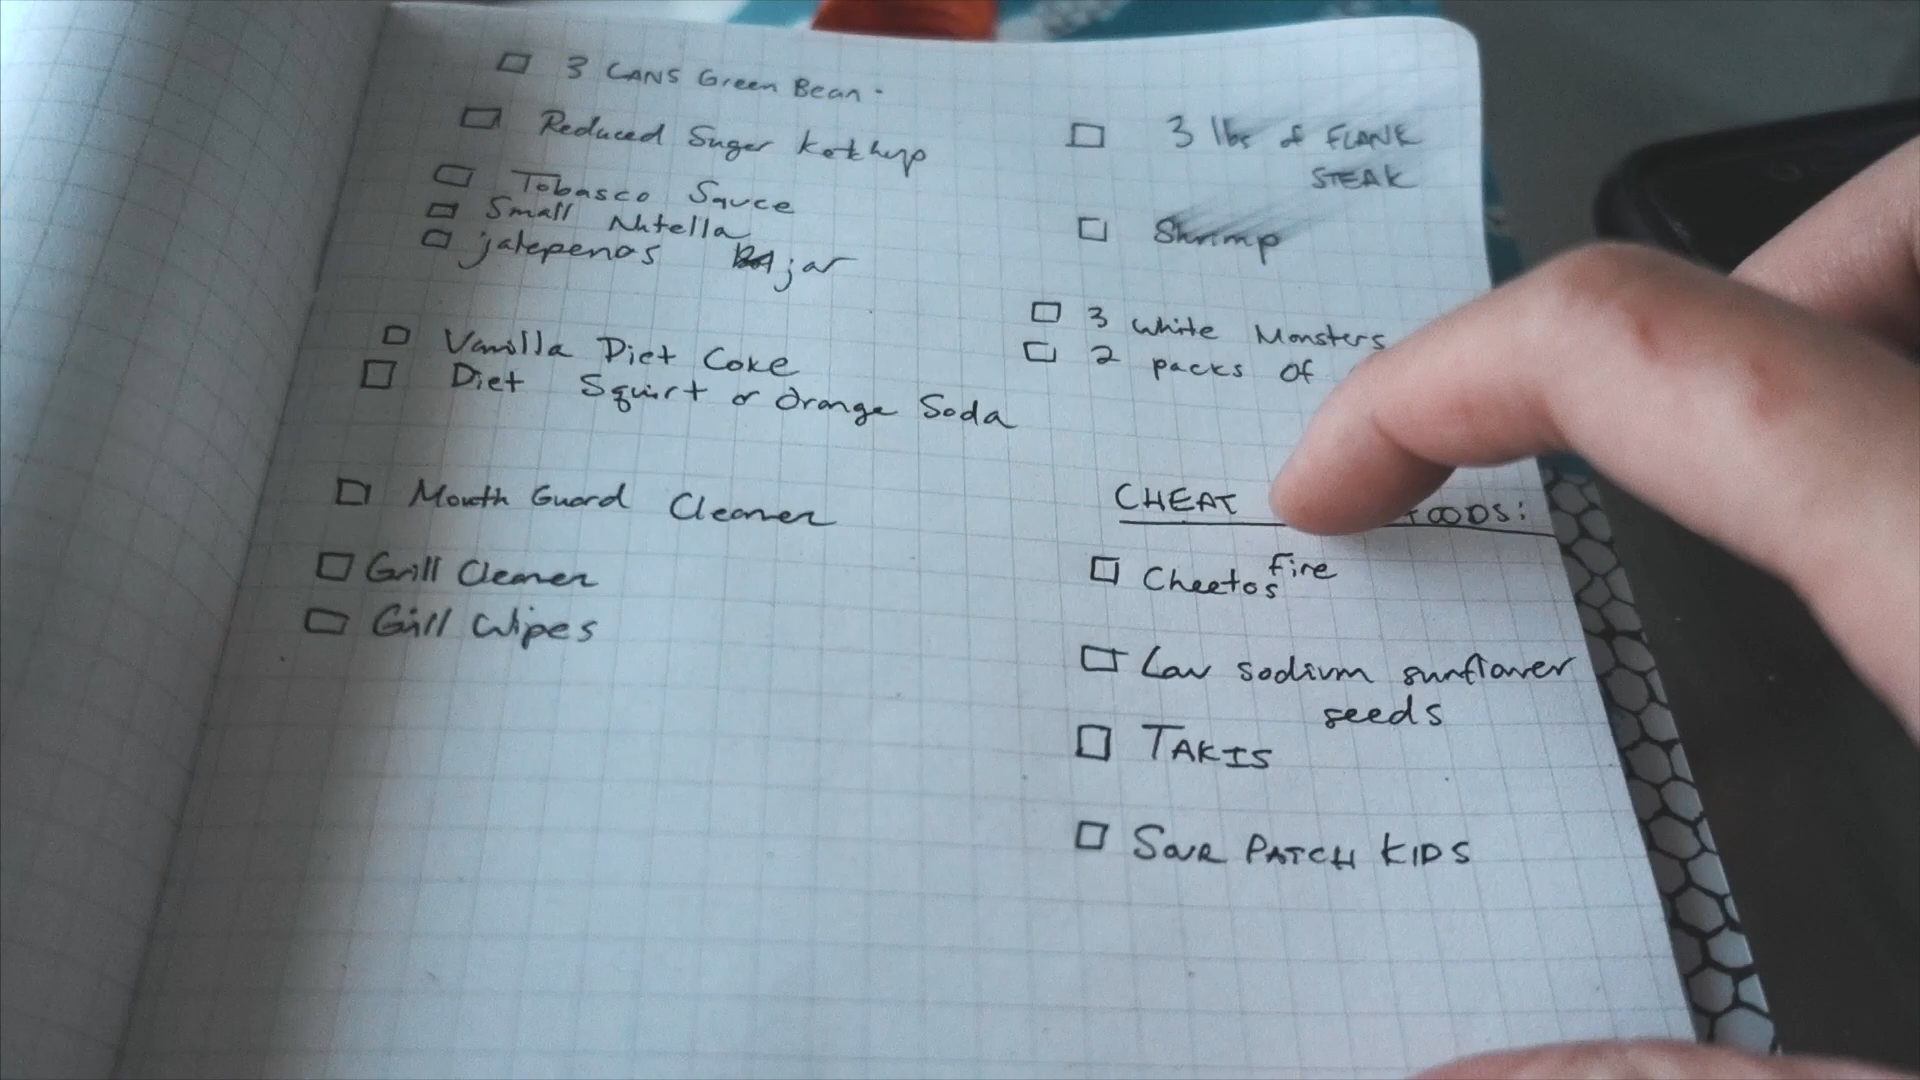 3 CANS Green Bean.
Reduced Suger Ketchup
Tobasco Sauce
Small Nutella
jalepenos jar
Vanilla Diet Coke
Diet Squirt or Orange Soda
Mouth Guard Cleaner
Grill Cleaner
Grill Wipes
3 lbs of FLANK
STEAK
Shrimp
3 White Monsters
2 packs of
CHEAT FOODS:
Cheetos Fire
Low sodium sunflower
seeds
TAKIS
SOUR PATCH KIDS